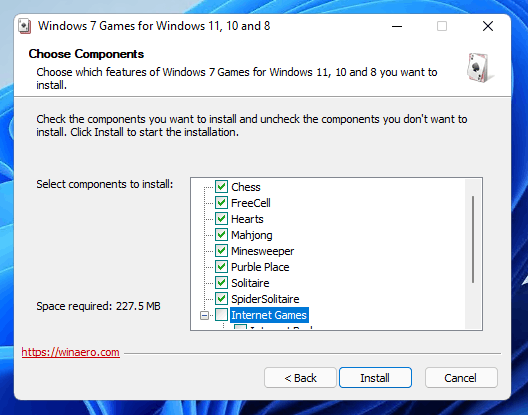 Windows 7 Games for Windows 11, 10 and 8
Choose Components
Choose which features of Windows 7 Games for Windows 11, 10 and 8 you want to
install.
Check the components you want to install and uncheck the components you don't want to
install. Click Install to start the installation.
Select components to install:
Chess
FreeCell
Hearts
Mahjong
Minesweeper
Purble Place
Solitaire
SpiderSolitaire
Internet Games
Space required: 227.5 MB
https://winaero.com
< Back
Install
Cancel